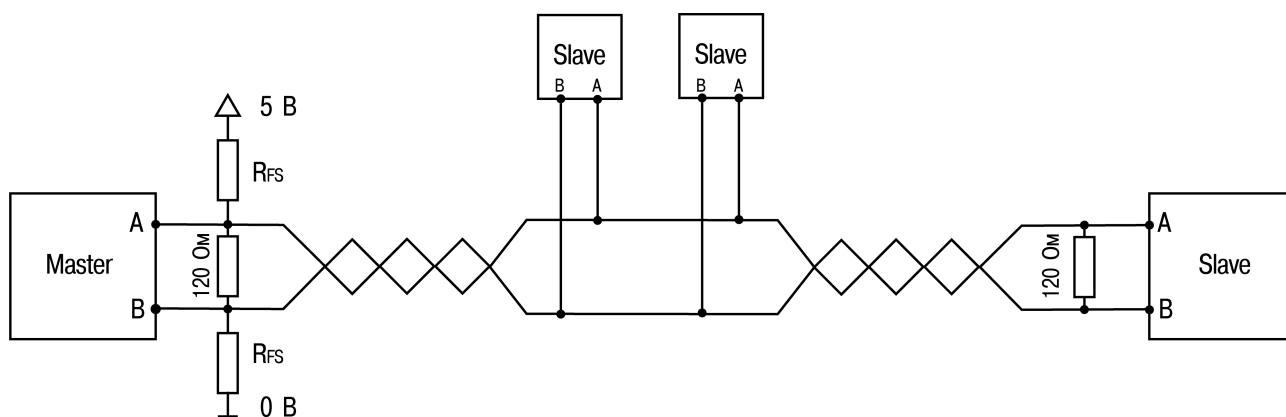 Slave
B A
Slave
B A
5 В
RFS
A
Master
120 Ом
B
RFS
0 В
A
120 Ом
Slave
B